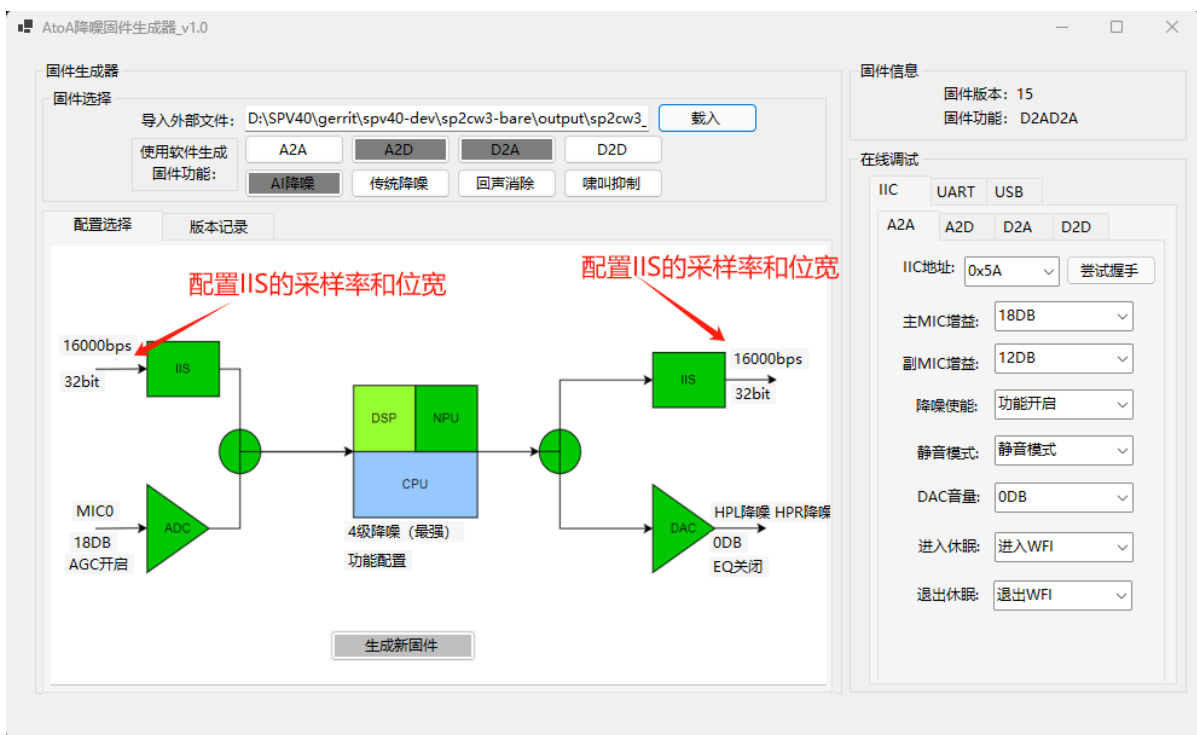 AtoA降噪固件生成器_v1.0
固件生成器
固件选择
导入外部文件: D:\SPV40\gerrit\spv40-dev\sp2cw3-bare\output\sp2cw3_ 载入
使用软件生成
固件功能:
A2A A2D D2A D2D
AI降噪 传统降噪 回声消除 啸叫抑制
配置选择 版本记录
配置IIS的采样率和位宽
配置IIS的采样率和位宽
16000bps
32bit
IIS
MIC0
18DB
AGC开启
ADC
DSP NPU
CPU
4级降噪（最强）
功能配置
IIS
16000bps
32bit
DAC
HPL降噪 HPR降噪
0DB
EQ关闭
生成新固件
固件信息
固件版本: 15
固件功能: D2AD2A
在线调试
IIC UART USB
A2A A2D D2A D2D
IIC地址: 0x5A 尝试握手
主MIC增益: 18DB
副MIC增益: 12DB
降噪使能: 功能开启
静音模式: 静音模式
DAC音量: 0DB
进入休眠: 进入WFI
退出休眠: 退出WFI